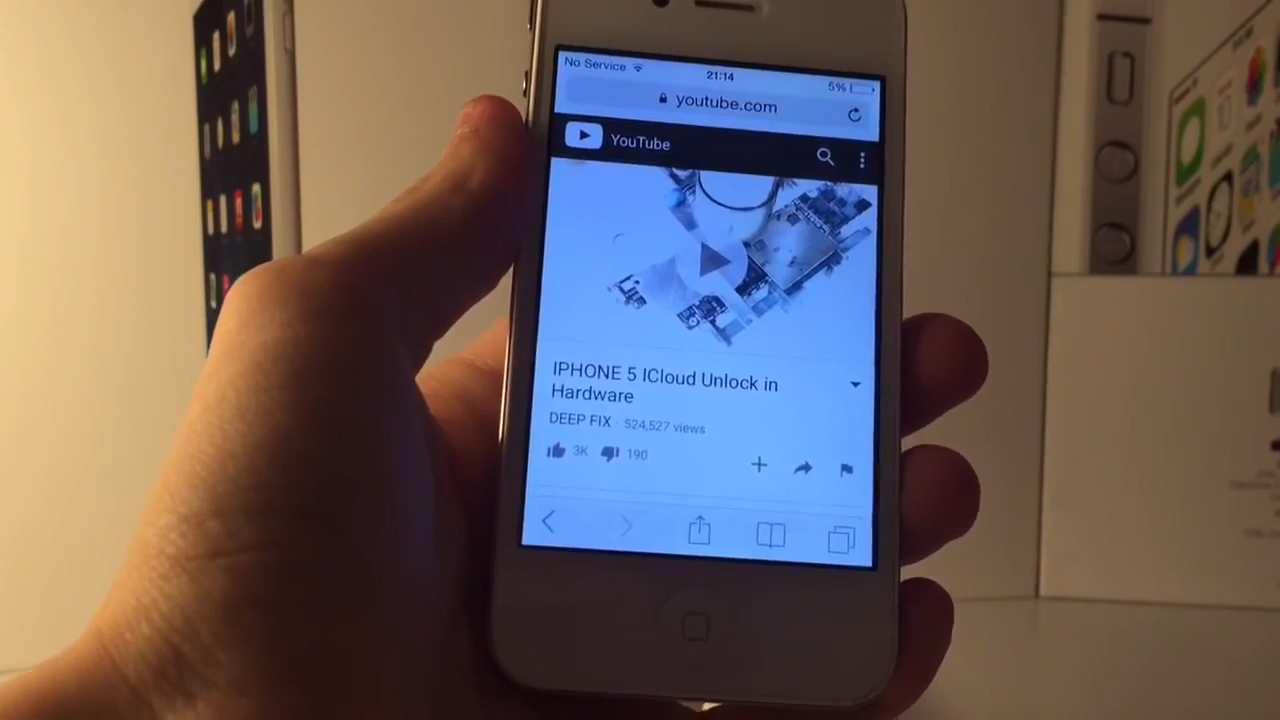 No Service
21:14
5%
youtube.com
YouTube
IPHONE 5 ICloud Unlock in
Hardware
DEEP FIX · 524,527 views
3K
190